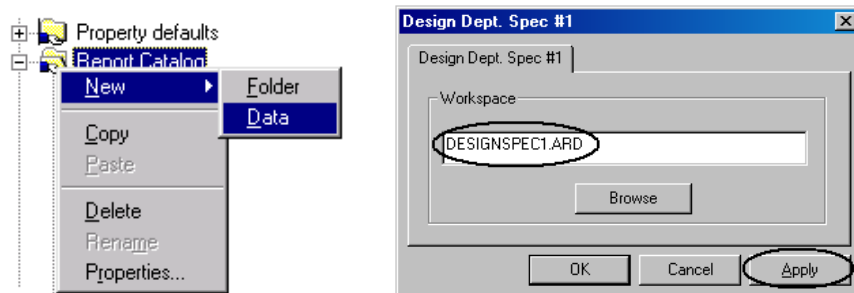 Property defaults
Report Catalog
New
Folder
Data
Copy
Paste
Delete
Rename
Properties...
Design Dept. Spec #1
Design Dept. Spec #1
Workspace
DESIGNSPEC1.ARD
Browse
OK Cancel Apply